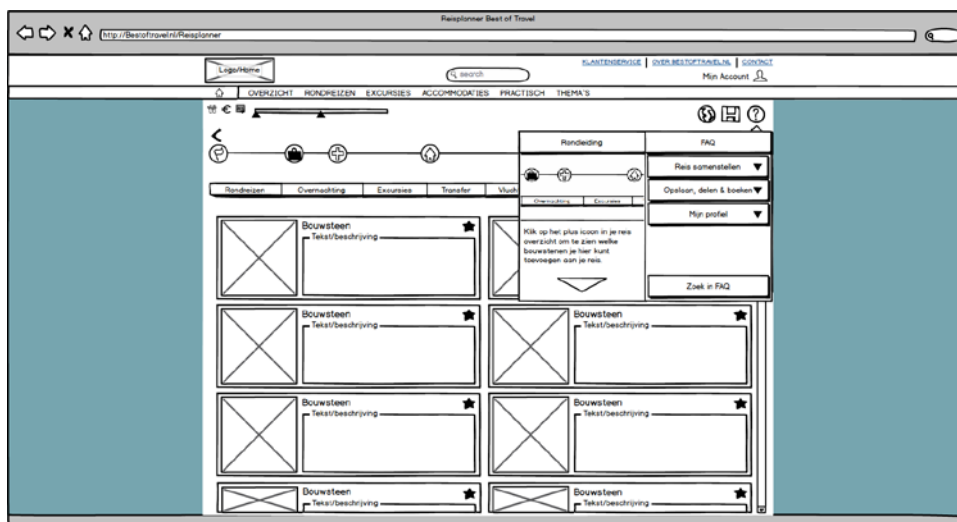 Reisplanner Best of Travel
http://Bestoftravel.nl/Reisplanner
Logo/Home
search
KLANTENSERVICE OVER BESTOFTRAVEL.NL CONTACT
Mijn Account
OVERZICHT RONDREIZEN EXCURSIES ACCOMMODATIES PRACTISCH THEMA'S
€
?
Rondreizen Overnachting Excursies Transfer
Rondleiding
Overnachting Excursies
Klik op het plus icoon in je reis
overzicht om te zien welke
bouwstenen je hier kunt
toevoegen aan je reis.
FAQ
Reis samenstellen
Opslaan, delen & boeken
Mijn profiel
Zoek in FAQ
Bouwsteen
Tekst/beschrijving
Bouwsteen
Tekst/beschrijving
Bouwsteen
Tekst/beschrijving
Bouwsteen
Tekst/beschrijving
Bouwsteen
Tekst/beschrijving
Bouwsteen
Tekst/beschrijving
Bouwsteen
Tekst/beschrijving